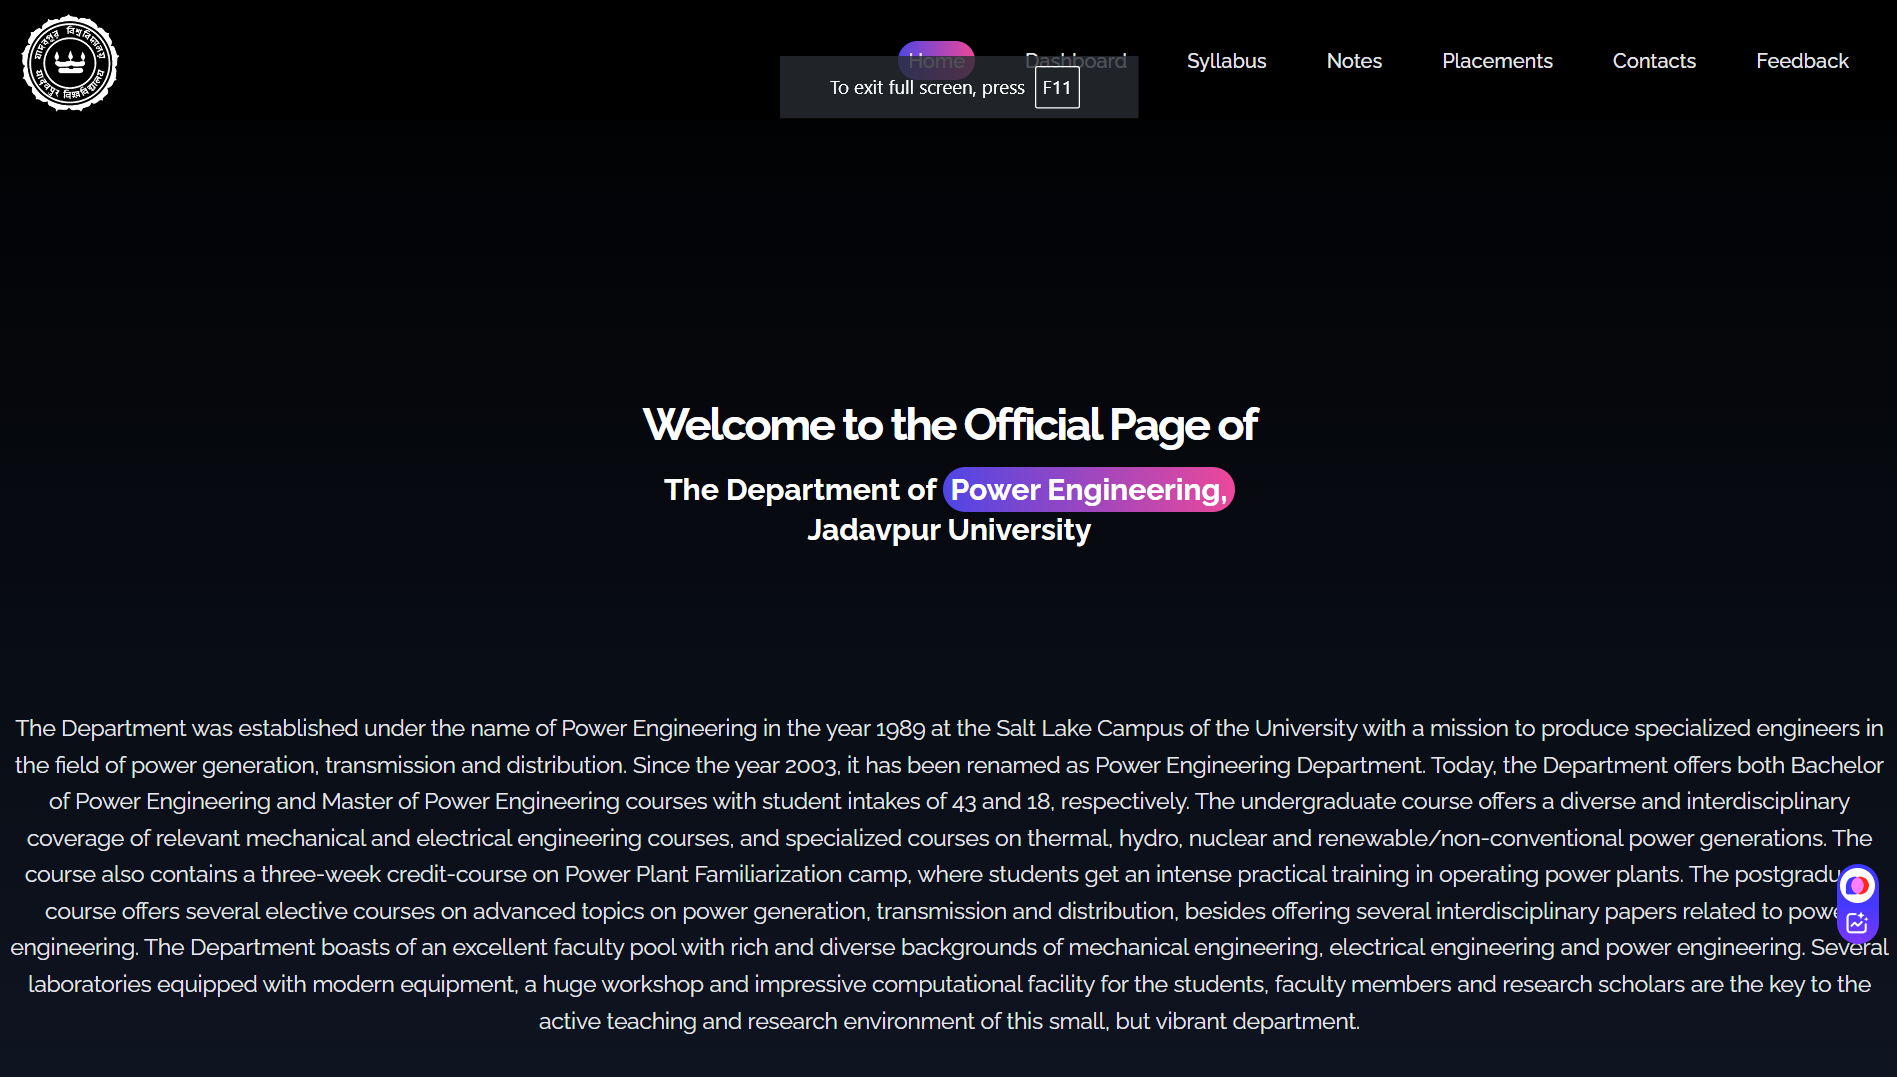 যাদবপুর বিশ্ববিদ্যালয়
যাদবপুর বিশ্ববিদ্যালয়
Home
Dashboard
Syllabus
Notes
Placements
Contacts
Feedback
To exit full screen, press F11
Welcome to the Official Page of
The Department of Power Engineering,
Jadavpur University
The Department was established under the name of Power Engineering in the year 1989 at the Salt Lake Campus of the University with a mission to produce specialized engineers in
the field of power generation, transmission and distribution. Since the year 2003, it has been renamed as Power Engineering Department. Today, the Department offers both Bachelor
of Power Engineering and Master of Power Engineering courses with student intakes of 43 and 18, respectively. The undergraduate course offers a diverse and interdisciplinary
coverage of relevant mechanical and electrical engineering courses, and specialized courses on thermal, hydro, nuclear and renewable/non-conventional power generations. The
course also contains a three-week credit-course on Power Plant Familiarization camp, where students get an intense practical training in operating power plants. The postgradu
course offers several elective courses on advanced topics on power generation, transmission and distribution, besides offering several interdisciplinary papers related to powe
engineering. The Department boasts of an excellent faculty pool with rich and diverse backgrounds of mechanical engineering, electrical engineering and power engineering. Several
laboratories equipped with modern equipment, a huge workshop and impressive computational facility for the students, faculty members and research scholars are the key to the
active teaching and research environment of this small, but vibrant department.